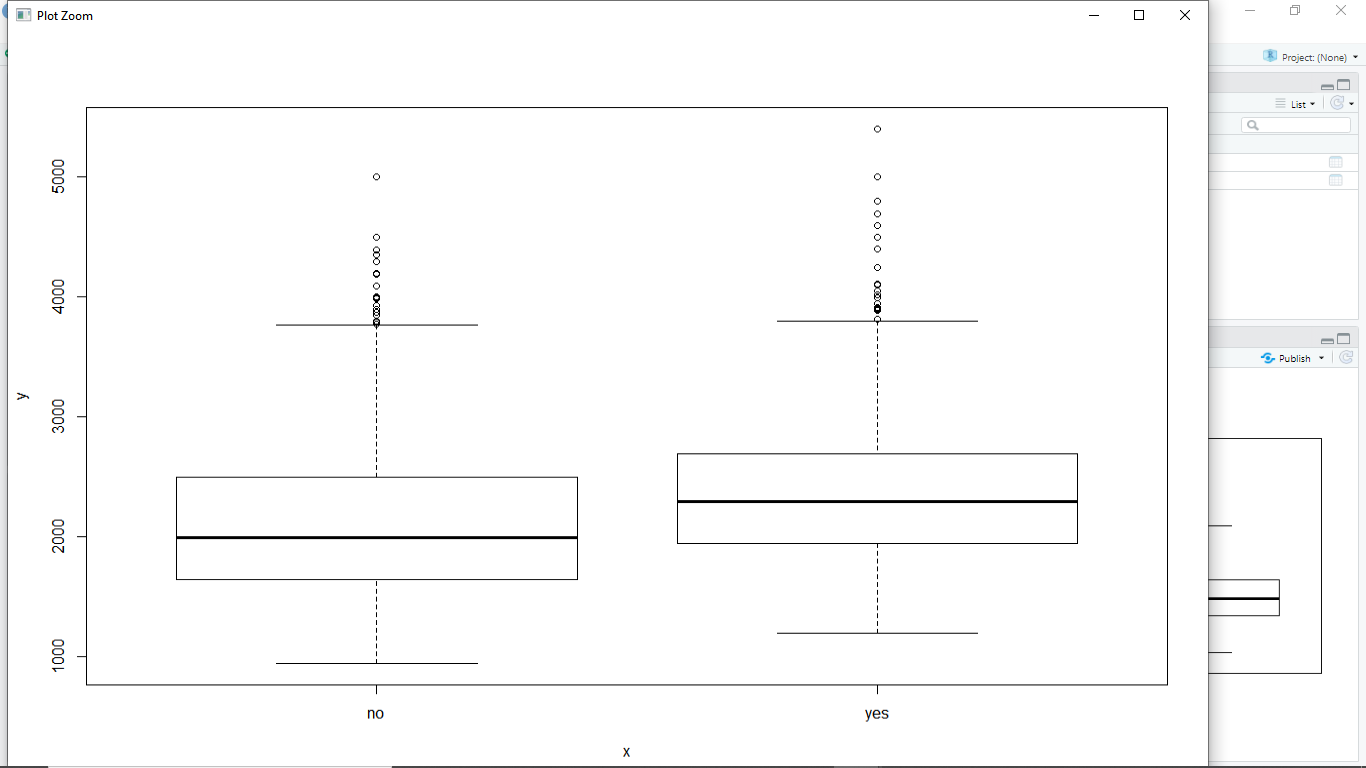 Plot Zoom
Project: (None)
List
Publish
5000
4000
3000
2000
1000
y
no
yes
x